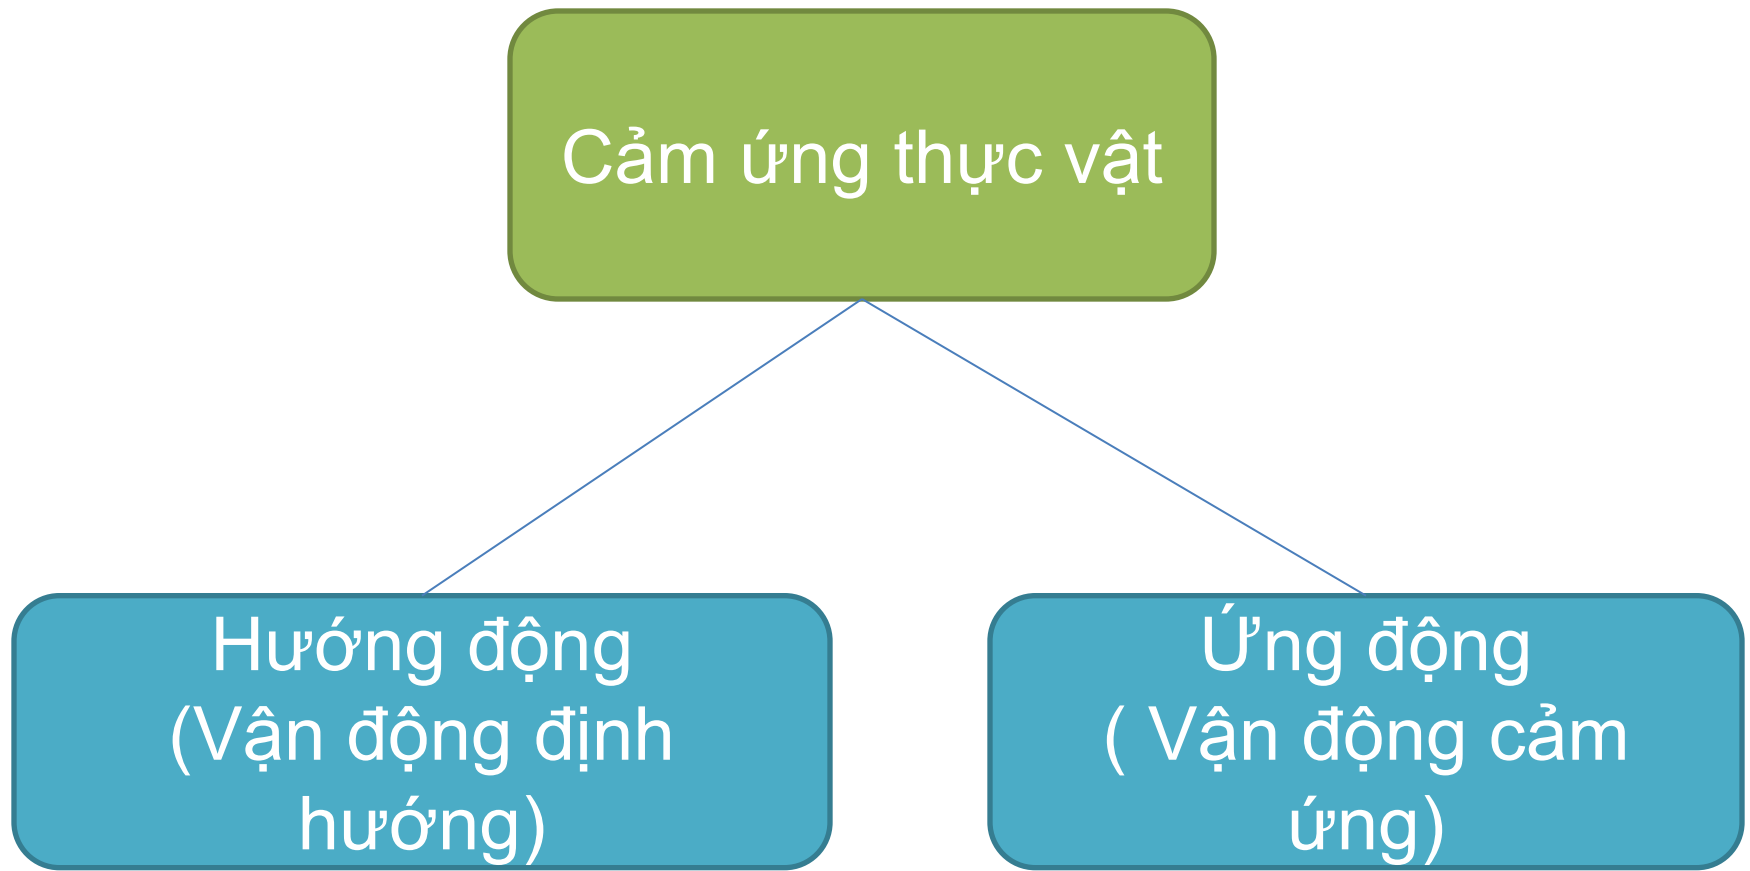 Cảm ứng thực vật
Hướng động
(Vận động định
hướng)
Ứng động
( Vận động cảm
ứng)